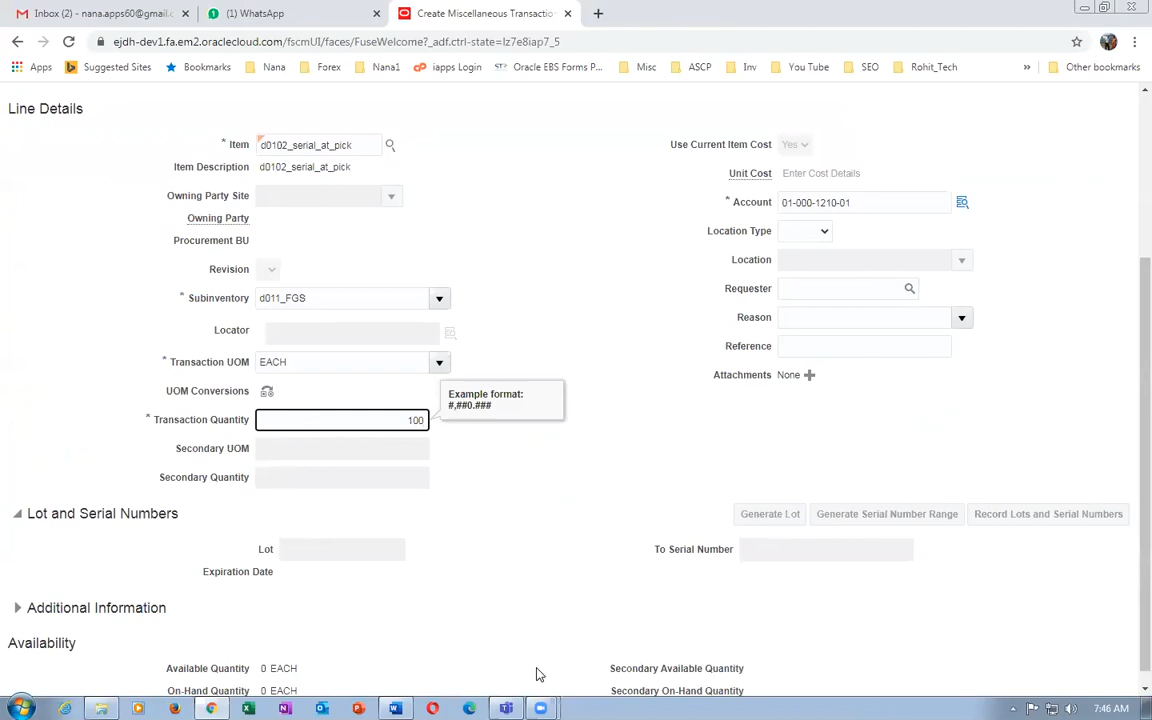 Inbox (2) - nana.apps60@gmail.c
(1) WhatsApp
Create Miscellaneous Transaction
ejdh-dev1.fa.em2.oraclecloud.com/fscmUI/faces/FuseWelcome?_adf.ctrl-state=lz7e8iap7_5
Apps Suggested Sites Bookmarks Nana Forex Nana1 iapps Login Oracle EBS Forms P... Misc ASCP Inv You Tube SEO Rohit_Tech » Other bookmarks
Line Details
* Item d0102_serial_at_pick
Item Description d0102_serial_at_pick
Owning Party Site
Owning Party
Procurement BU
Revision
* Subinventory d011_FGS
Locator
* Transaction UOM EACH
UOM Conversions
* Transaction Quantity 100
Secondary UOM
Secondary Quantity
Example format:
#,##0.###
Use Current Item Cost Yes
Unit Cost Enter Cost Details
* Account 01-000-1210-01
Location Type
Location
Requester
Reason
Reference
Attachments None
Lot and Serial Numbers
Generate Lot Generate Serial Number Range Record Lots and Serial Numbers
Lot
To Serial Number
Expiration Date
Additional Information
Availability
Available Quantity 0 EACH
Secondary Available Quantity
On-Hand Quantity 0 EACH
Secondary On-Hand Quantity
7:46 AM